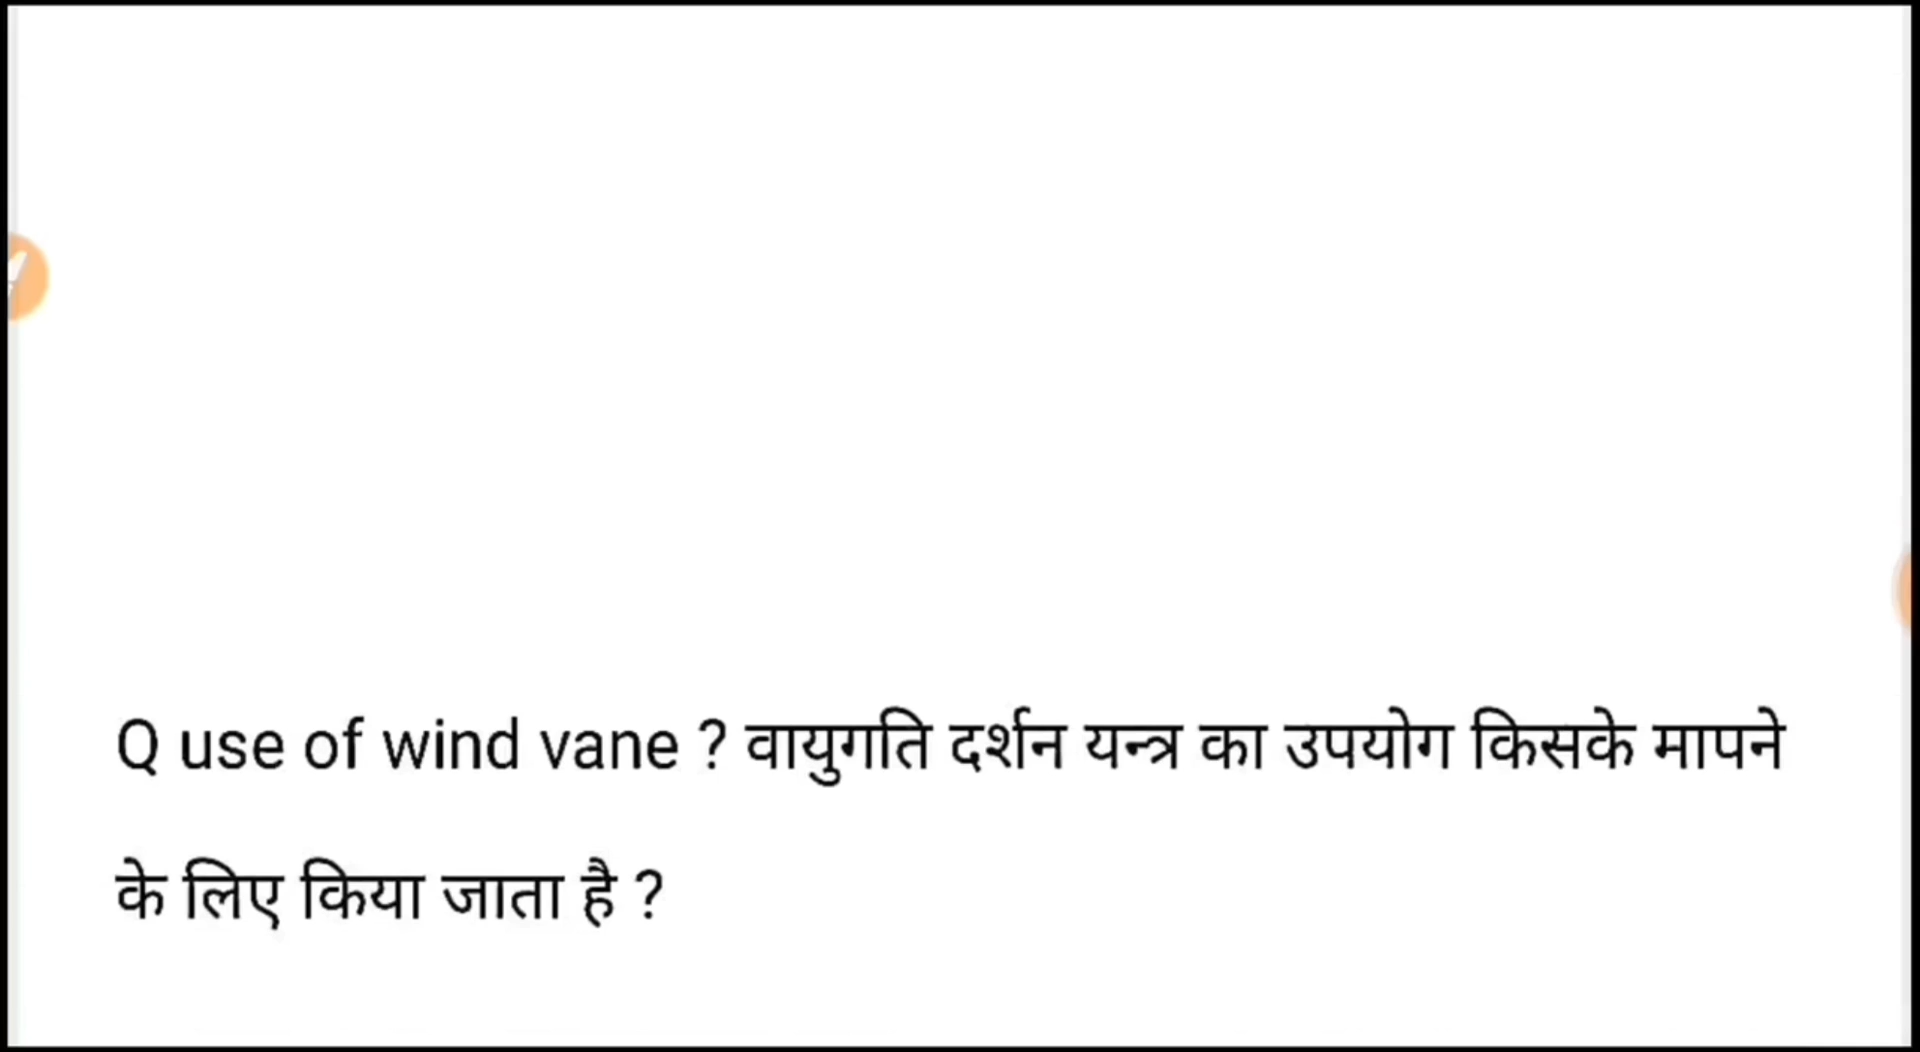 Q use of wind vane ? वायुगति दर्शन यन्त्र का उपयोग किसके मापने
के लिए किया जाता है ?